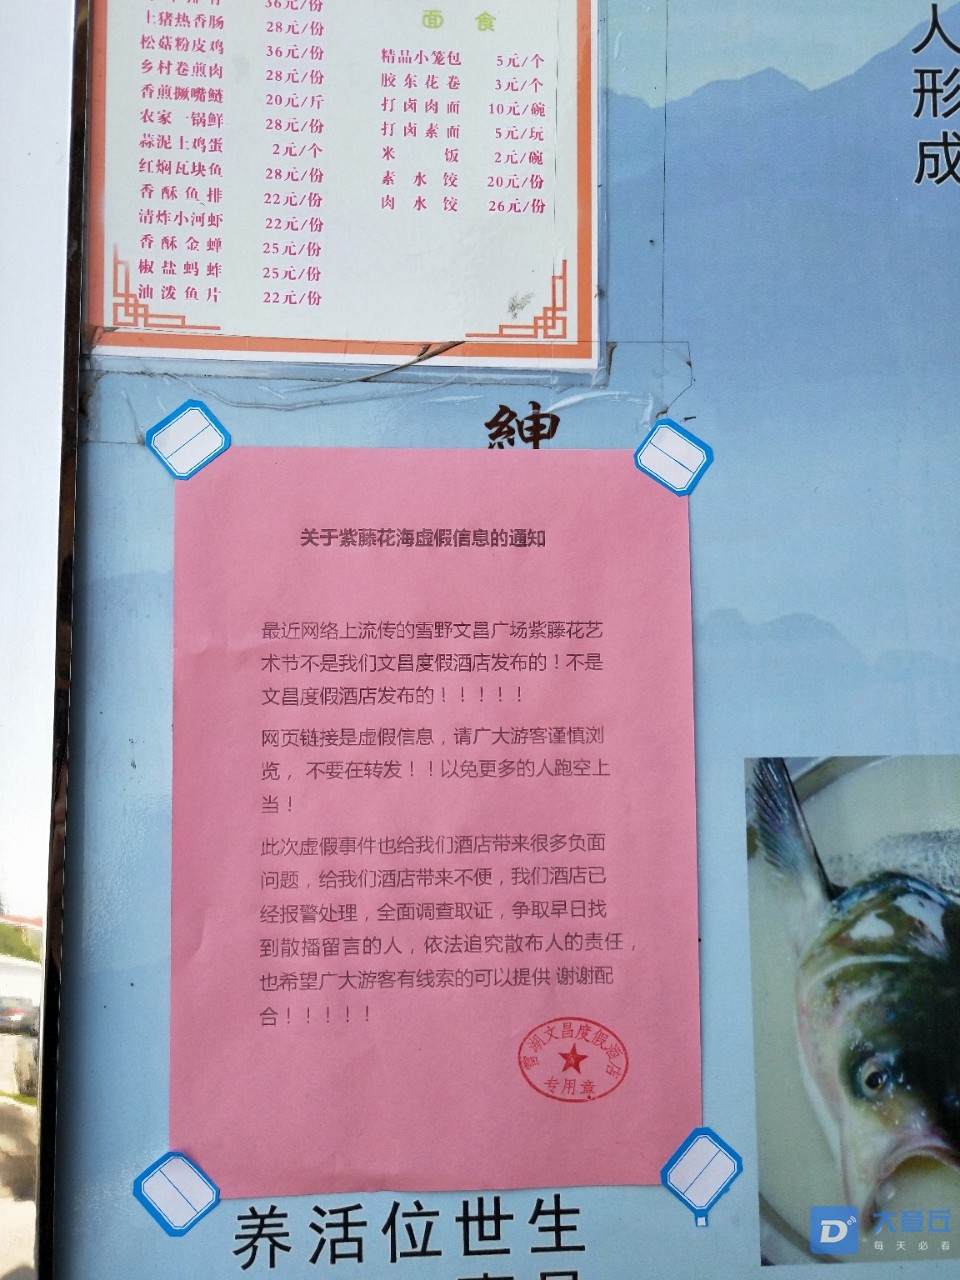 36元/份
土猪热香肠 28元/份
松菇粉皮鸡 36元/份
乡村卷煎肉 28元/份
香煎撅嘴鲢 20元/斤
农家一锅鲜 28元/份
蒜泥土鸡蛋 2元/个
红焖瓦块鱼 28元/份
香酥鱼排 22元/份
清炸小河虾 22元/份
香酥金蝉 25元/份
椒盐蚂蚱 25元/份
油泼鱼片 22元/份
面食
精品小笼包 5元/个
胶东花卷 3元/个
打卤肉面 10元/碗
打卤素面 5元/玩
米饭 2元/碗
素水饺 20元/份
肉水饺 26元/份
人
形
成
紳
关于紫藤花海虚假信息的通知
最近网络上流传的雪野文昌广场紫藤花艺
术节不是我们文昌度假酒店发布的！不是
文昌度假酒店发布的！！！！！
网页链接是虚假信息，请广大游客谨慎浏
览， 不要在转发！！以免更多的人跑空上
当！
此次虚假事件也给我们酒店带来很多负面
问题，给我们酒店带来不便，我们酒店已
经报警处理，全面调查取证，争取早日找
到散播留言的人，依法追究散布人的责任，
也希望广大游客有线索的可以提供 谢谢配
合！！！！！
雪湖文昌度假酒店
专用章
养活位世生
大章丘
每天必看